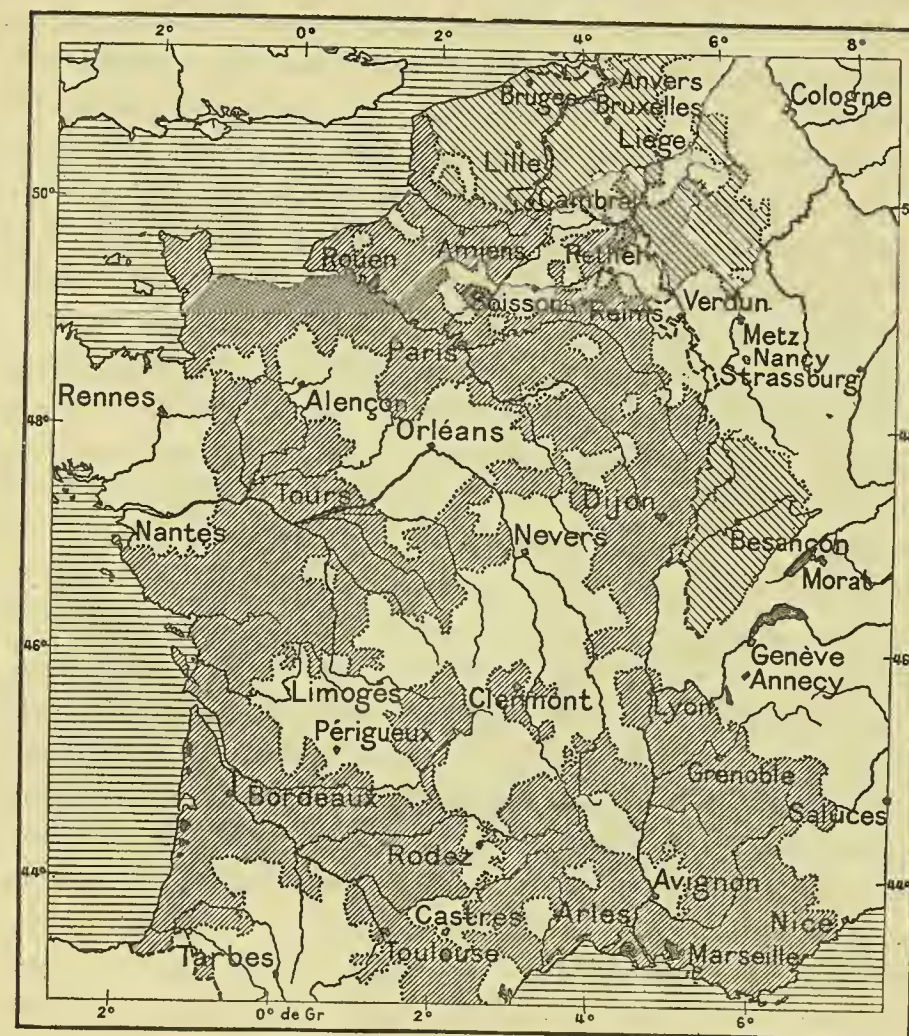 2° 0° 2° 4° 6° 8°
Anvers
Cologne
Bruges
Bruxelles
Liége
Lille
50°
Cambrai
Rouen
Amiens
Rethel
Soissons
Reims
Verdun
Metz
Nancy
Paris
Strassburg
Rennes
Alençon
48°
Orléans
Tours
Dijon
Nantes
Nevers
Besançon
Morat
46°
Genève
Annecy
Limoges
Clermont
Lyon
Périgueux
Grenoble
Bordeaux
Saluces
Rodez
44°
44°
Avignon
Castres
Arles
Nice
Tarbes
Toulouse
Marseille
2° 0° de Gr 2° 4° 6°